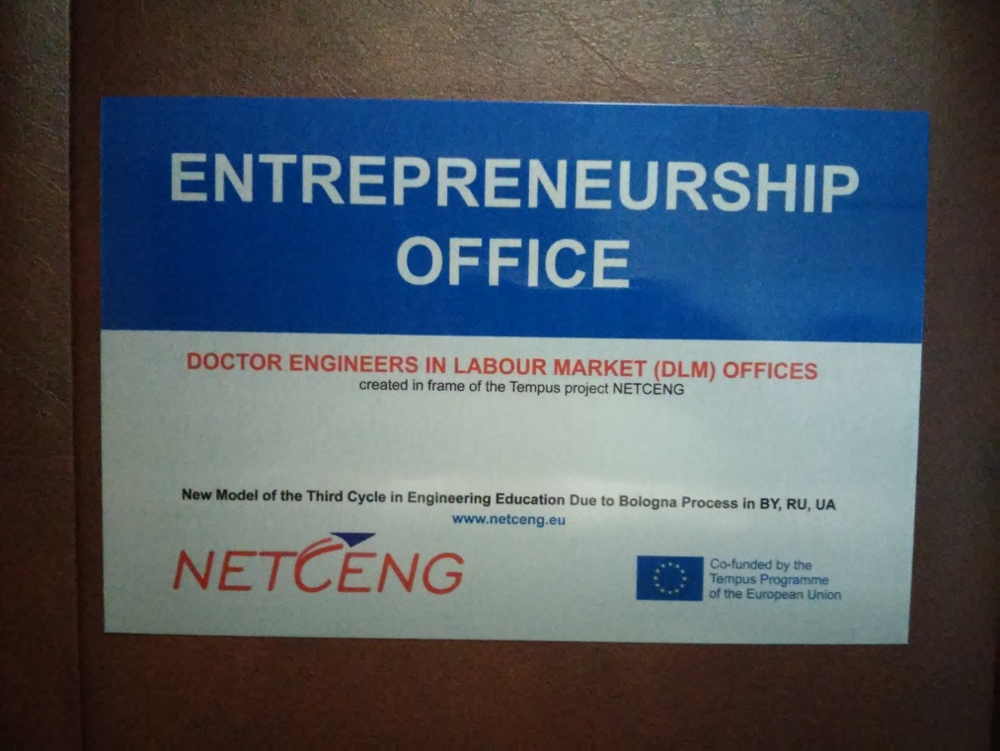 ENTREPRENEURSHIP
OFFICE
DOCTOR ENGINEERS IN LABOUR MARKET (DLM) OFFICES
created in frame of the Tempus project NETCENG
New Model of the Third Cycle in Engineering Education Due to Bologna Process in BY, RU, UA
www.netceng.eu
NETCENG
Co-funded by the
Tempus Programme
of the European Union